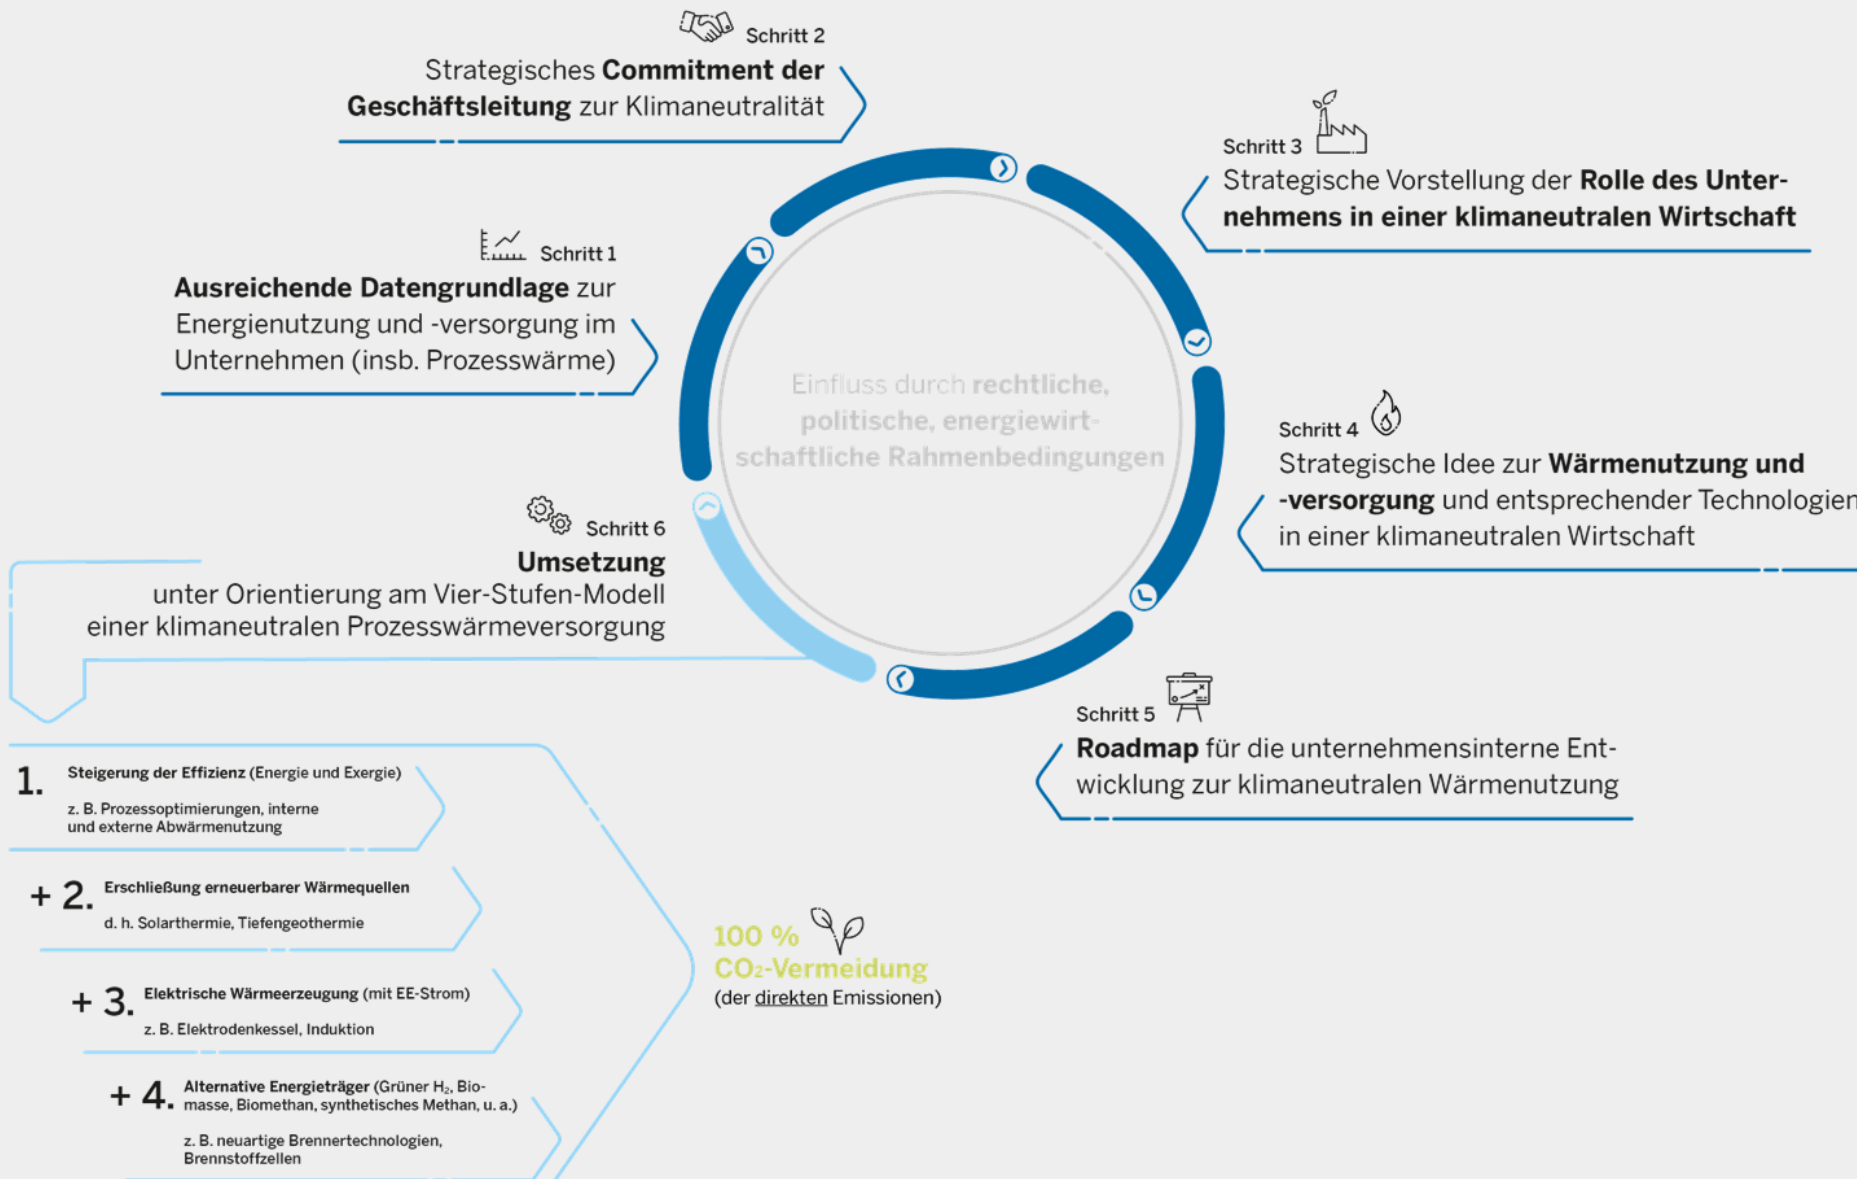 Schritt 2
Strategisches Commitment der
Geschäftsleitung zur Klimaneutralität
Schritt 3
Strategische Vorstellung der Rolle des Unter-
nehmens in einer klimaneutralen Wirtschaft
Schritt 1
Ausreichende Datengrundlage zur
Energienutzung und -versorgung im
Unternehmen (insb. Prozesswärme)
Einfluss durch rechtliche,
politische, energiewirt-
schaftliche Rahmenbedingungen
Schritt 4
Strategische Idee zur Wärmenutzung und
-versorgung und entsprechender Technologien
in einer klimaneutralen Wirtschaft
Schritt 6
Umsetzung
unter Orientierung am Vier-Stufen-Modell
einer klimaneutralen Prozesswärmeversorgung
Schritt 5
Roadmap für die unternehmensinterne Ent-
wicklung zur klimaneutralen Wärmenutzung
1. Steigerung der Effizienz (Energie und Exergie)
z. B. Prozessoptimierungen, interne
und externe Abwärmenutzung
+ 2. Erschließung erneuerbarer Wärmequellen
d. h. Solarthermie, Tiefengeothermie
+ 3. Elektrische Wärmeerzeugung (mit EE-Strom)
z. B. Elektrodenkessel, Induktion
+ 4. Alternative Energieträger (Grüner H₂, Bio-
masse, Biomethan, synthetisches Methan, u. a.)
z. B. neuartige Brennertechnologien,
Brennstoffzellen
100 %
CO₂-Vermeidung
(der direkten Emissionen)